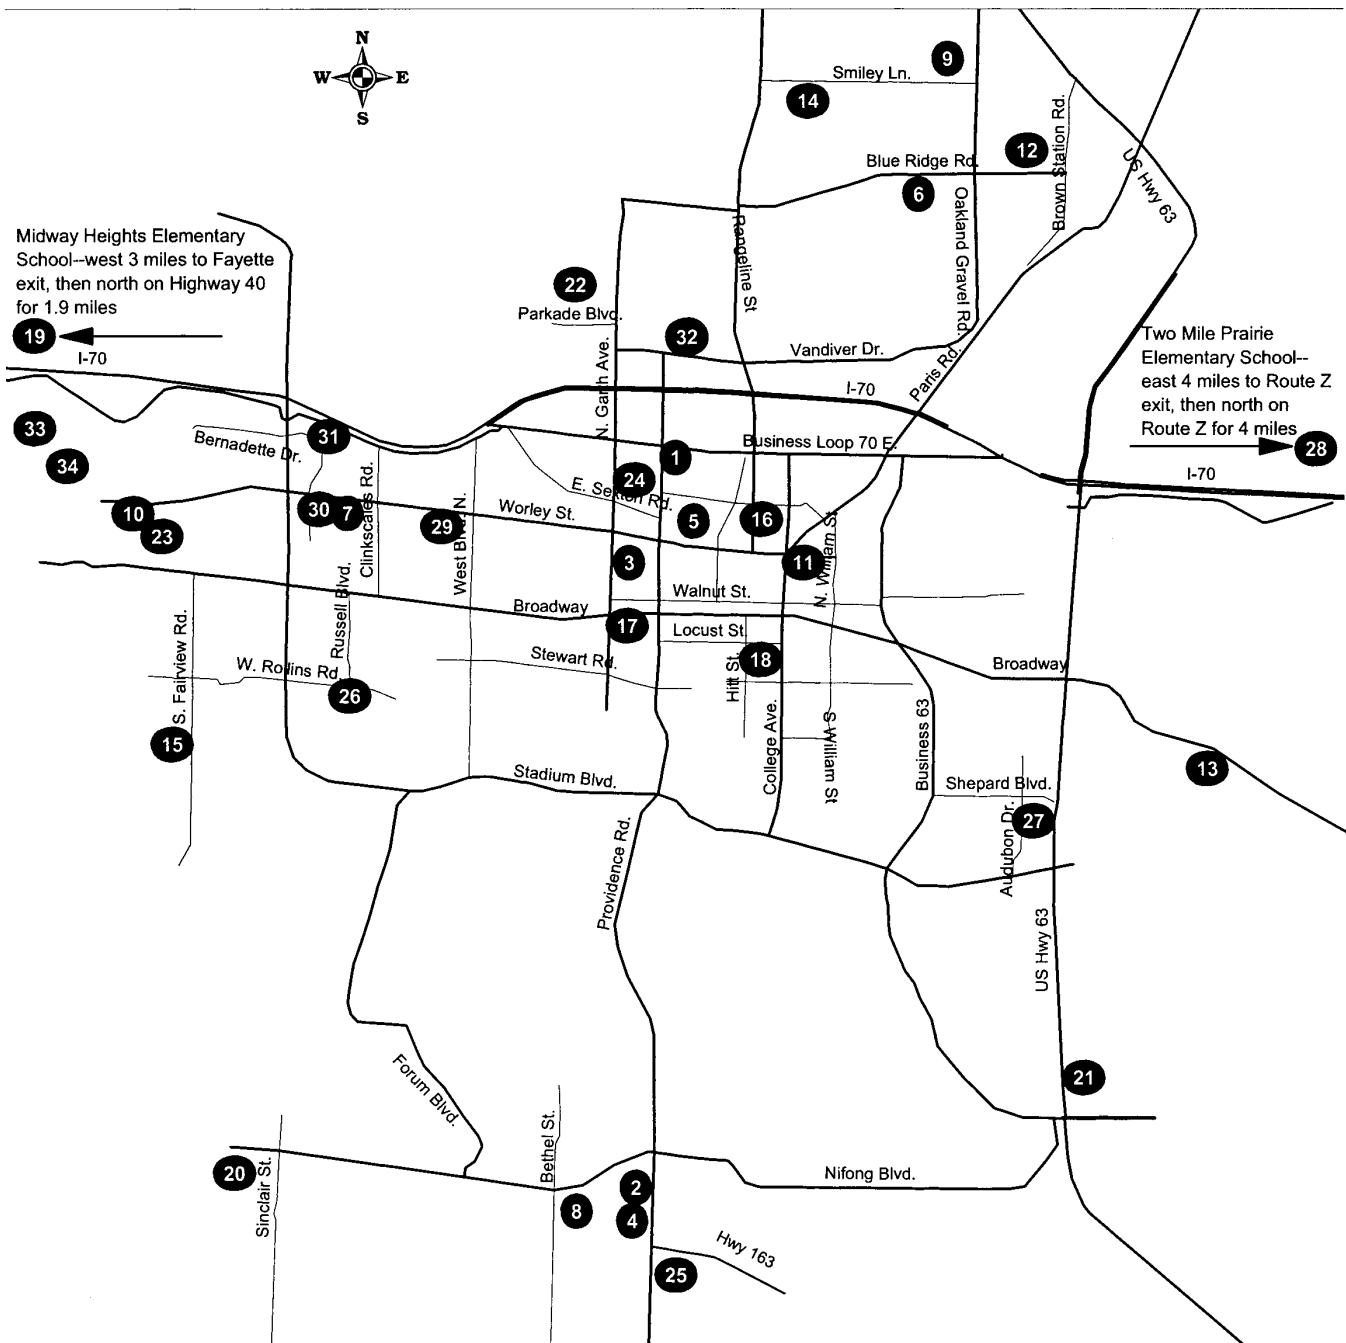 N
W E
S
9
Smiley Ln.
14
Brown Station Rd.
12
Blue Ridge Rd.
US Hwy 63
6
Oakland Gravel Rd.
Rangeline St
Midway Heights Elementary
School--west 3 miles to Fayette
exit, then north on Highway 40
for 1.9 miles
19
I-70
22
Parkade Blvd.
32
N. Garth Ave.
Vandiver Dr.
Paris Rd.
I-70
Two Mile Prairie
Elementary School--
east 4 miles to Route Z
exit, then north on
Route Z for 4 miles
28
I-70
33
34
Bernadette Dr.
31
Business Loop 70 E.
1
24
E. Sexton Rd.
10
23
30
7
Clinkscales Rd.
29
West Blvd. N.
Worley St.
5
16
N. William St.
3
11
Walnut St.
Russell Blvd.
Broadway
17
Locust St.
S. Fairview Rd.
W. Rollins Rd.
26
Stewart Rd.
Hitt St.
18
Broadway
15
College Ave.
S William St
Business 63
13
Stadium Blvd.
Shepard Blvd.
27
Audubon Dr.
Providence Rd.
US Hwy 63
21
Forum Blvd.
Bethel St.
20
Sinclair St.
2
Nifong Blvd.
8
4
Hwy 163
25